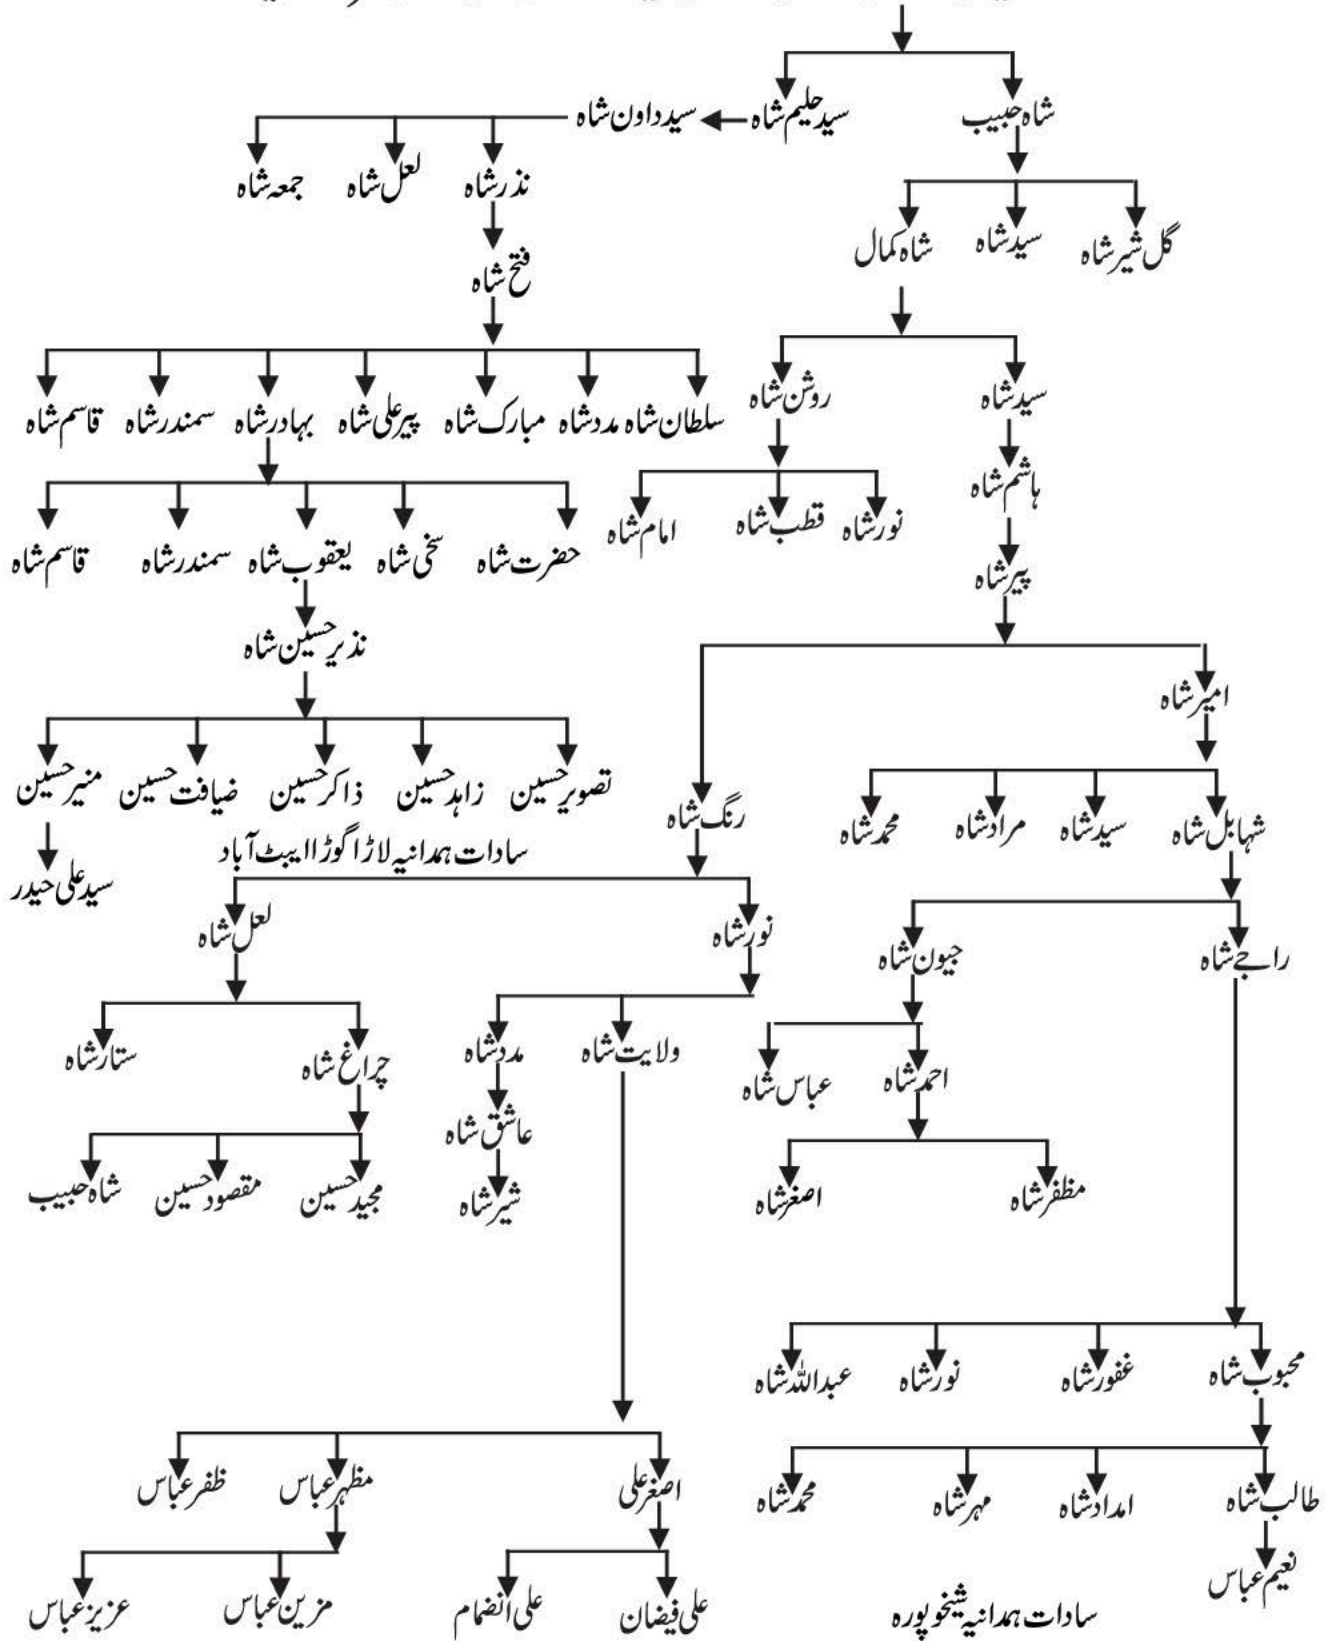 شاہ حبیب سید حلیم شاہ سید داون شاہ
نذر شاہ لعل شاہ جمعہ شاہ
گل شیر شاہ سید شاہ شاہ کمال
فتح شاہ
سید شاہ روشن شاہ
سلطان شاہ مدد شاہ مبارک شاہ پیر علی شاہ بہادر شاہ سمندر شاہ قاسم شاہ
ہاشم شاہ
نور شاہ قطب شاہ امام شاہ
حضرت شاہ سخی شاہ یعقوب شاہ سمندر شاہ قاسم شاہ
پیر شاہ
نذیر حسین شاہ
امیر شاہ
تصویر حسین زاہد حسین ذاکر حسین ضیافت حسین منیر حسین
رنگ شاہ
شہابل شاہ سید شاہ مراد شاہ محمد شاہ
سادات ہمدانیہ لاڑا گوڑا ایبٹ آباد
سید علی حیدر
نور شاہ لعل شاہ
راجے شاہ جیون شاہ
ولایت شاہ مدد شاہ چراغ شاہ ستار شاہ
احمد شاہ عباس شاہ
عاشق شاہ
مظفر شاہ اصغر شاہ شیر شاہ مجید حسین مقصود حسین شاہ حبیب
محبوب شاہ غفور شاہ نور شاہ عبداللہ شاہ
اصغر علی مظہر عباس ظفر عباس
طالب شاہ امداد شاہ مہر شاہ محمد شاہ
نعیم عباس
علی فیضان علی انضمام مزین عباس عزیز عباس
سادات ہمدانیہ شیخوپورہ